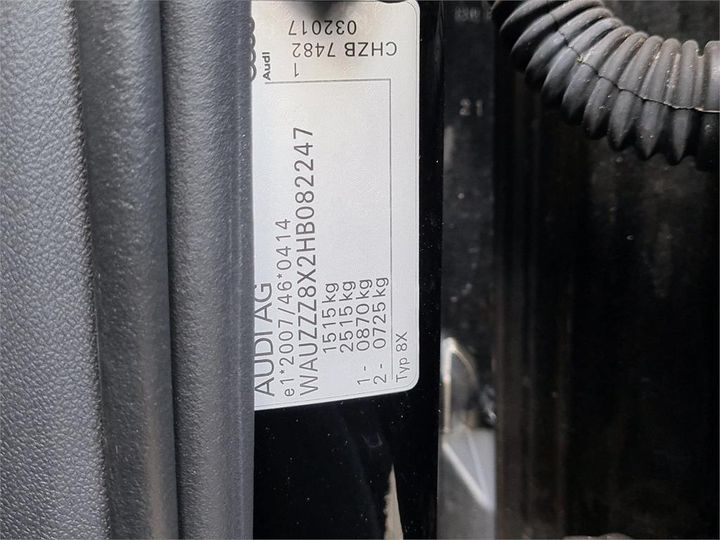 AUDI AG
e1*2007/46*0414
WAUZZZ8X2HB082247
1515kg
2515kg
1- 0870kg
2- 0725kg
Typ 8X
Audi
1
CHZB 7482
032017
21